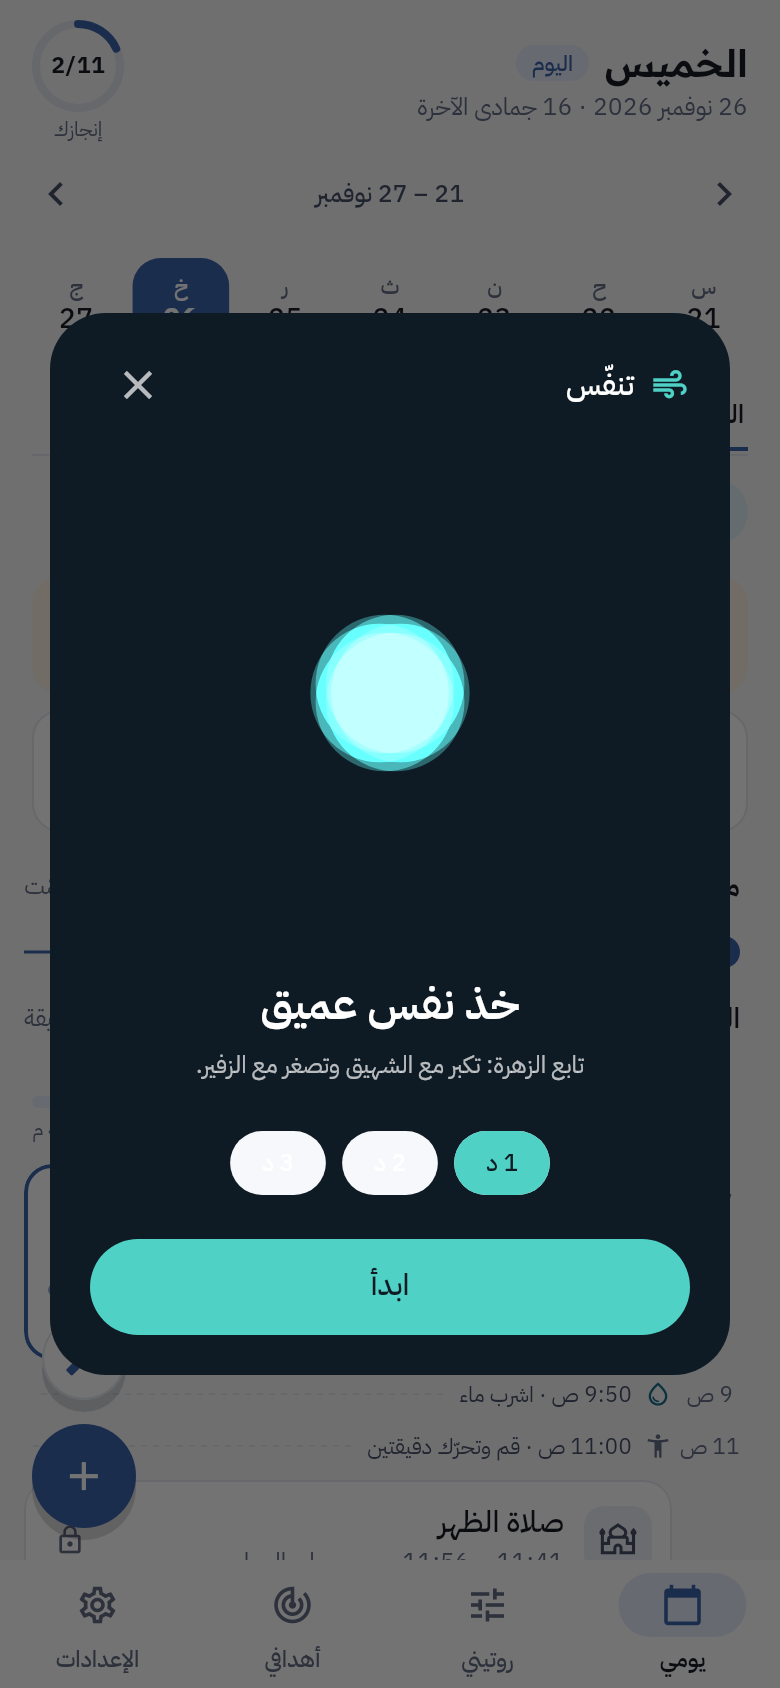 الخميس اليوم
26 نوفمبر 2026 · 16 جمادى الآخرة
2/11
إنجازك
21 – 27 نوفمبر
س ح ن ث ر خ ج
21
27
تنفّس
خذ نفس عميق
تابع الزهرة: تكبر مع الشهيق وتصغر مع الزفير.
1 د
2 د
3 د
ابدأ
9 ص
9:50 ص · اشرب ماء
11 ص
11:00 ص · قم وتحرّك دقيقتين
صلاة الظهر
يومي
روتيني
أهدافي
الإعدادات